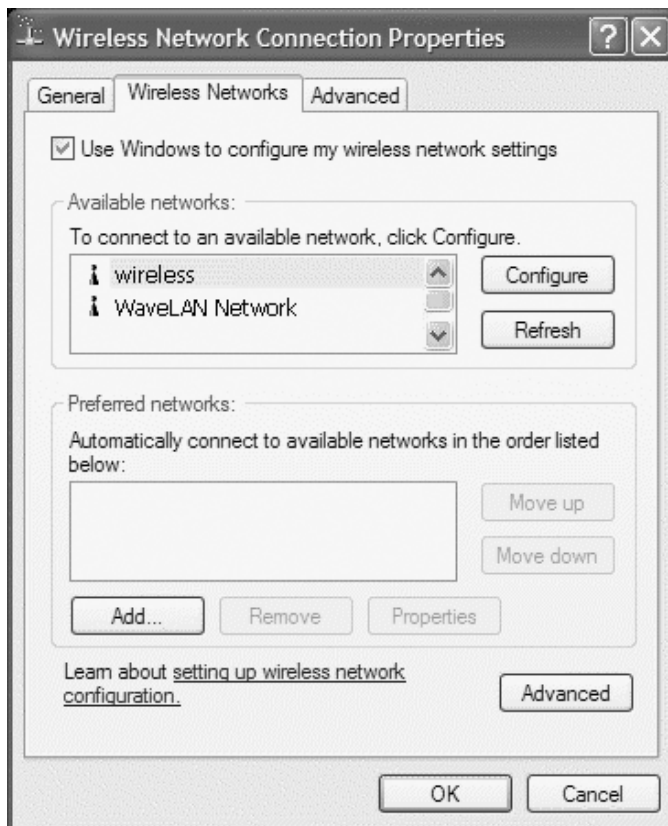 Wireless Network Connection Properties
General Wireless Networks Advanced
Use Windows to configure my wireless network settings
Available networks:
To connect to an available network, click Configure.
wireless
WaveLAN Network
Configure
Refresh
Preferred networks:
Automatically connect to available networks in the order listed
below:
Move up
Move down
Add... Remove Properties
Learn about setting up wireless network
configuration.
Advanced
OK Cancel